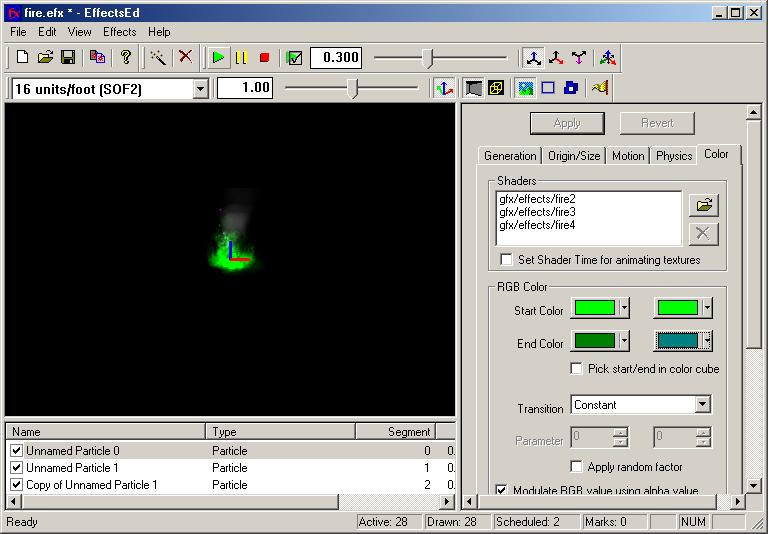 fx fire.efx * - EffectsEd
File Edit View Effects Help
0.300
16 units/foot (SOF2) 1.00
Apply Revert
Generation Origin/Size Motion Physics Color
Shaders
gfx/effects/fire2
gfx/effects/fire3
gfx/effects/fire4
Set Shader Time for animating textures
RGB Color
Start Color
End Color
Pick start/end in color cube
Transition Constant
Parameter 0 0
Apply random factor
Modulate RGB value using alpha value
Name Type Segment
Unnamed Particle 0 Particle 0 0.
Unnamed Particle 1 Particle 1 0.
Copy of Unnamed Particle 1 Particle 2 0.
Ready Active: 28 Drawn: 28 Scheduled: 2 Marks: 0 NUM